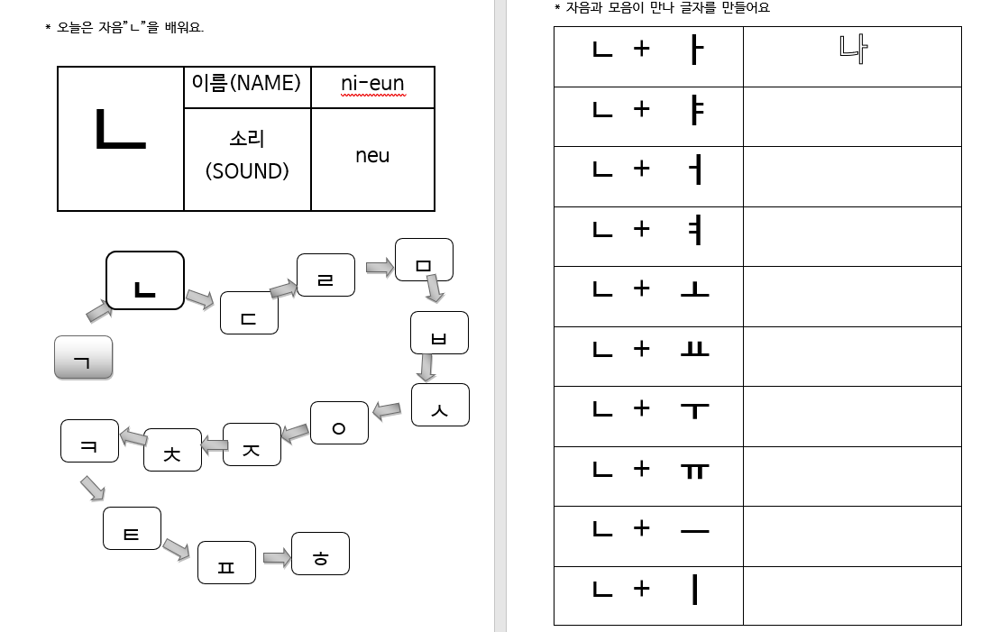 * 오늘은 자음”ㄴ”을 배워요.
ㄴ
이름(NAME)
ni-eun
소리
(SOUND)
neu
ㄱ
ㄴ
ㄷ
ㄹ
ㅁ
ㅂ
ㅅ
ㅇ
ㅈ
ㅊ
ㅋ
ㅌ
ㅍ
ㅎ
* 자음과 모음이 만나 글자를 만들어요
ㄴ + ㅏ 나
ㄴ + ㅑ
ㄴ + ㅓ
ㄴ + ㅕ
ㄴ + ㅗ
ㄴ + ㅛ
ㄴ + ㅜ
ㄴ + ㅠ
ㄴ + ㅡ
ㄴ + ㅣ